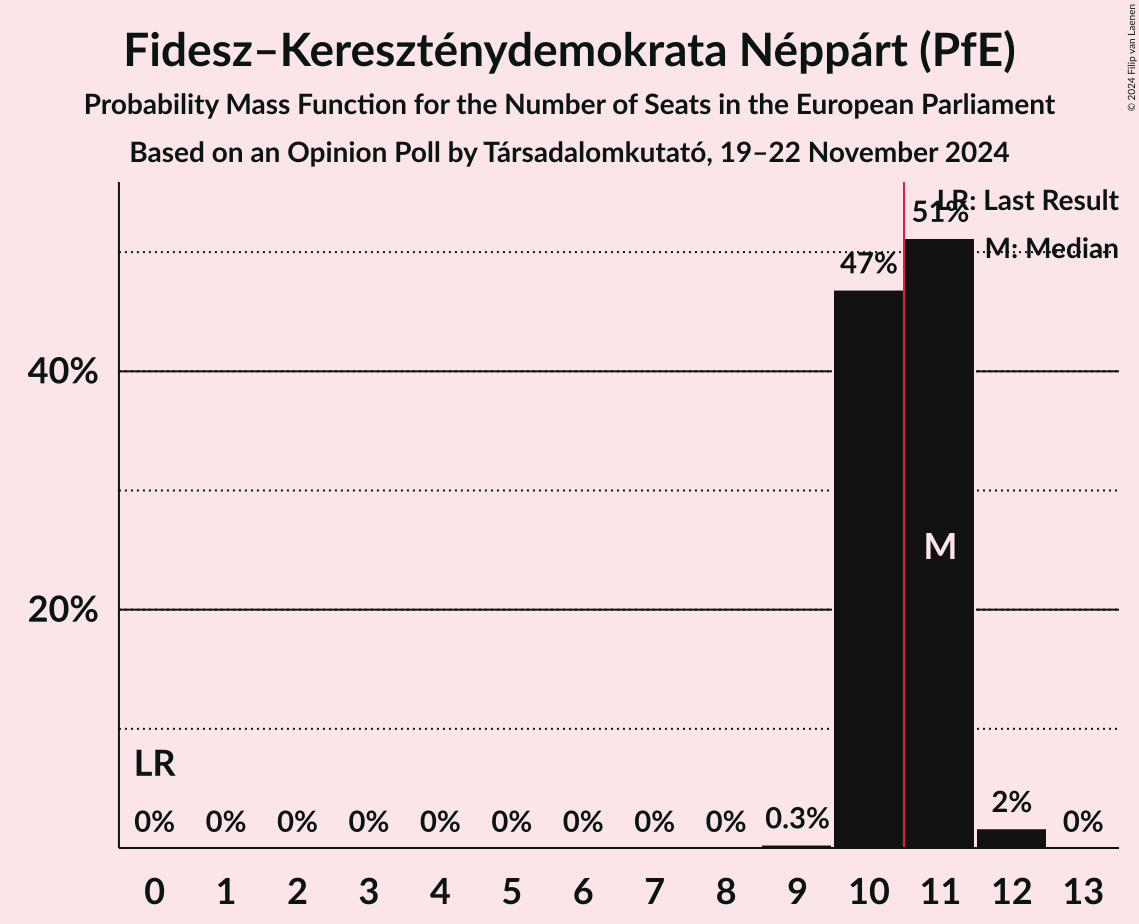 Fidesz–Kereszténydemokrata Néppárt (PfE)
Probability Mass Function for the Number of Seats in the European Parliament
Based on an Opinion Poll by Társadalomkutató, 19–22 November 2024
© 2024 Filip van Laenen
LR: Last Result
M: Median
51%
47%
40%
M
20%
LR
0% 0% 0% 0% 0% 0% 0% 0% 0% 0.3% 2% 0%
0 1 2 3 4 5 6 7 8 9 10 11 12 13